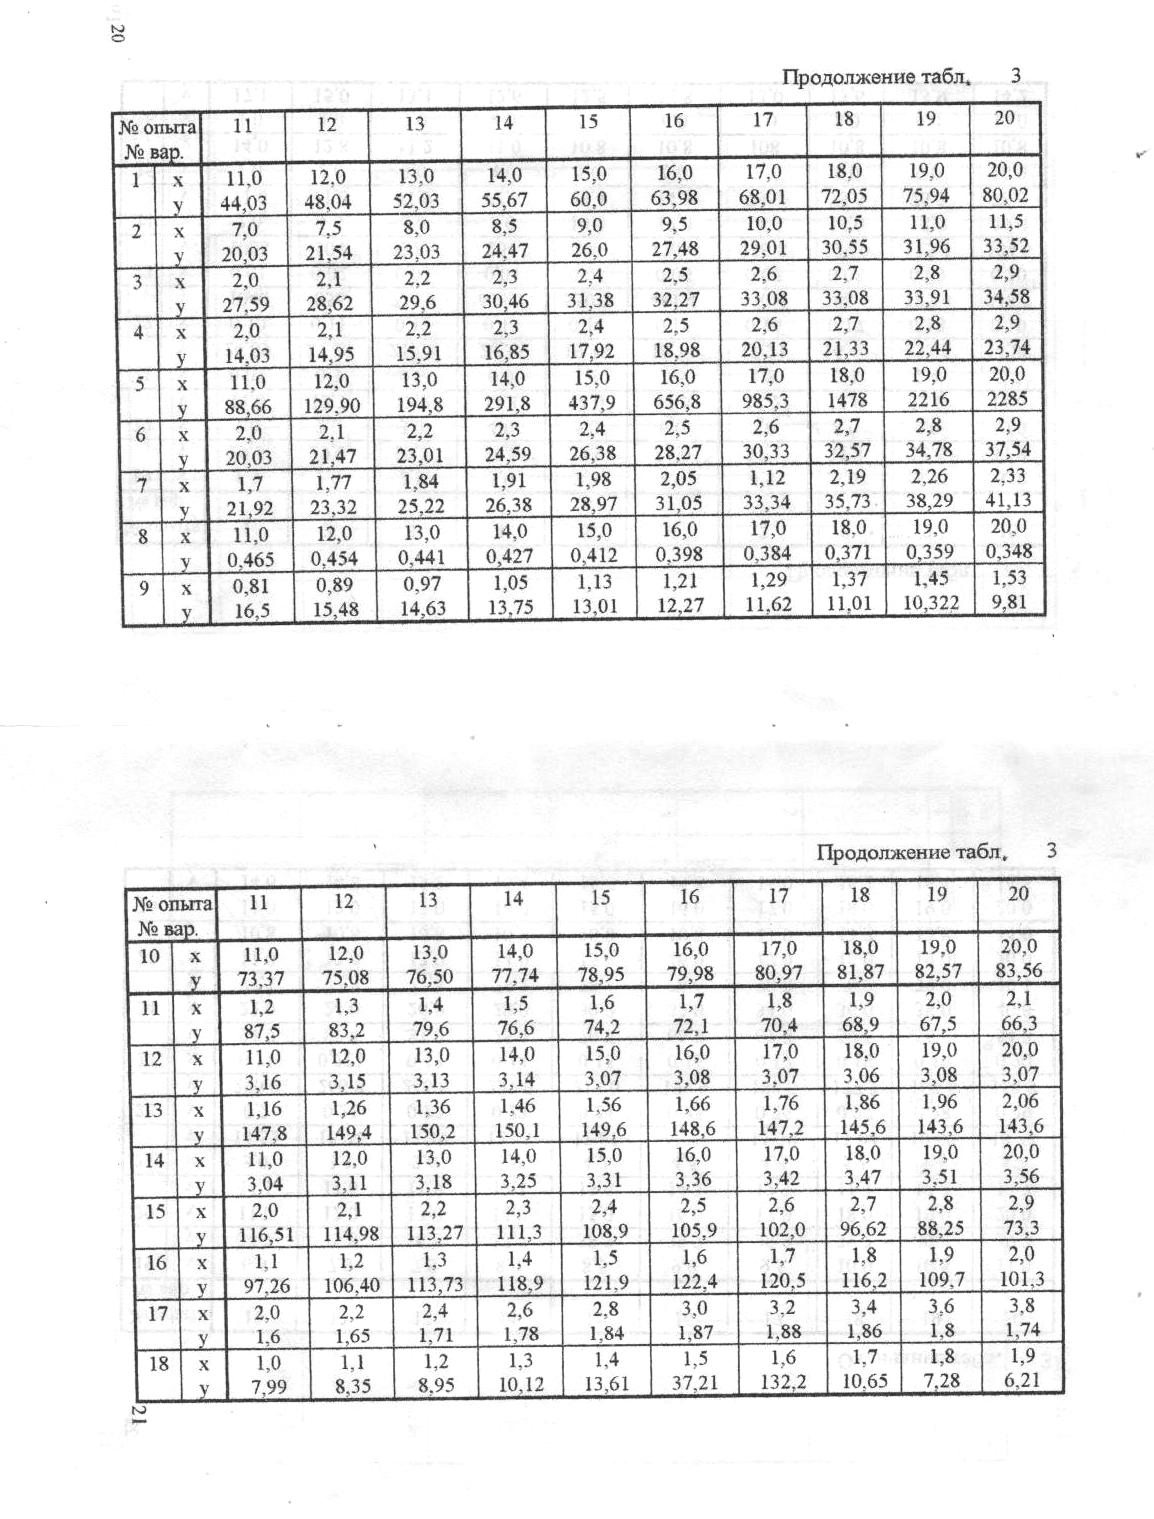 20
Продолжение табл. 3
№ опыта 11 12 13 14 15 16 17 18 19 20
№ вар.
1 x 11,0 12,0 13,0 14,0 15,0 16,0 17,0 18,0 19,0 20,0
y 44,03 48,04 52,03 55,67 60,0 63,98 68,01 72,05 75,94 80,02
2 x 7,0 7,5 8,0 8,5 9,0 9,5 10,0 10,5 11,0 11,5
y 20,03 21,54 23,03 24,47 26,0 27,48 29,01 30,55 31,96 33,52
3 x 2,0 2,1 2,2 2,3 2,4 2,5 2,6 2,7 2,8 2,9
y 27,59 28,62 29,6 30,46 31,38 32,27 33,08 33,08 33,91 34,58
4 x 2,0 2,1 2,2 2,3 2,4 2,5 2,6 2,7 2,8 2,9
y 14,03 14,95 15,91 16,85 17,92 18,98 20,13 21,33 22,44 23,74
5 x 11,0 12,0 13,0 14,0 15,0 16,0 17,0 18,0 19,0 20,0
y 88,66 129,90 194,8 291,8 437,9 656,8 985,3 1478 2216 2285
6 x 2,0 2,1 2,2 2,3 2,4 2,5 2,6 2,7 2,8 2,9
y 20,03 21,47 23,01 24,59 26,38 28,27 30,33 32,57 34,78 37,54
7 x 1,7 1,77 1,84 1,91 1,98 2,05 1,12 2,19 2,26 2,33
y 21,92 23,32 25,22 26,38 28,97 31,05 33,34 35,73 38,29 41,13
8 x 11,0 12,0 13,0 14,0 15,0 16,0 17,0 18,0 19,0 20,0
y 0,465 0,454 0,441 0,427 0,412 0,398 0,384 0,371 0,359 0,348
9 x 0,81 0,89 0,97 1,05 1,13 1,21 1,29 1,37 1,45 1,53
y 16,5 15,48 14,63 13,75 13,01 12,27 11,62 11,01 10,322 9,81
Продолжение табл. 3
№ опыта 11 12 13 14 15 16 17 18 19 20
№ вар.
10 x 11,0 12,0 13,0 14,0 15,0 16,0 17,0 18,0 19,0 20,0
y 73,37 75,08 76,50 77,74 78,95 79,98 80,97 81,87 82,57 83,56
11 x 1,2 1,3 1,4 1,5 1,6 1,7 1,8 1,9 2,0 2,1
y 87,5 83,2 79,6 76,6 74,2 72,1 70,4 68,9 67,5 66,3
12 x 11,0 12,0 13,0 14,0 15,0 16,0 17,0 18,0 19,0 20,0
y 3,16 3,15 3,13 3,14 3,07 3,08 3,07 3,06 3,08 3,07
13 x 1,16 1,26 1,36 1,46 1,56 1,66 1,76 1,86 1,96 2,06
y 147,8 149,4 150,2 150,1 149,6 148,6 147,2 145,6 143,6 143,6
14 x 11,0 12,0 13,0 14,0 15,0 16,0 17,0 18,0 19,0 20,0
y 3,04 3,11 3,18 3,25 3,31 3,36 3,42 3,47 3,51 3,56
15 x 2,0 2,1 2,2 2,3 2,4 2,5 2,6 2,7 2,8 2,9
y 116,51 114,98 113,27 111,3 108,9 105,9 102,0 96,62 88,25 73,3
16 x 1,1 1,2 1,3 1,4 1,5 1,6 1,7 1,8 1,9 2,0
y 97,26 106,40 113,73 118,9 121,9 122,4 120,5 116,2 109,7 101,3
17 x 2,0 2,2 2,4 2,6 2,8 3,0 3,2 3,4 3,6 3,8
y 1,6 1,65 1,71 1,78 1,84 1,87 1,88 1,86 1,8 1,74
18 x 1,0 1,1 1,2 1,3 1,4 1,5 1,6 1,7 1,8 1,9
y 7,99 8,35 8,95 10,12 13,61 37,21 132,2 10,65 7,28 6,21
21